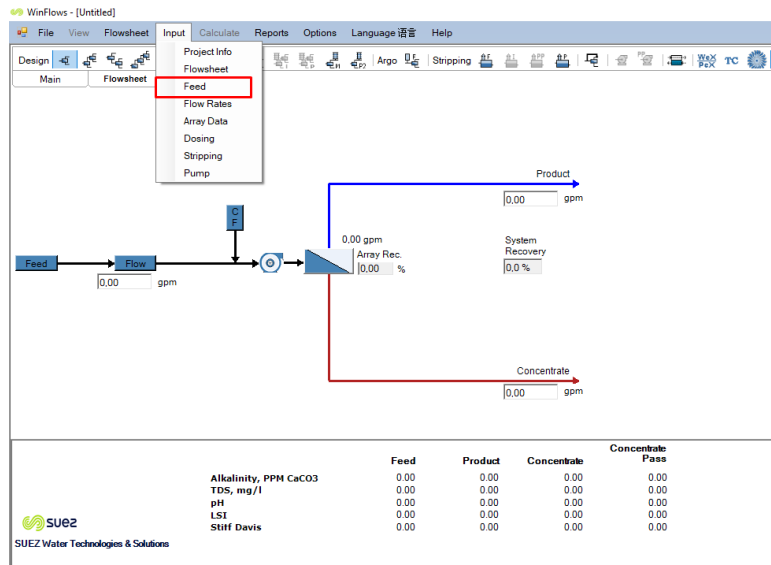 WinFlows - [Untitled]
File View Flowsheet Input Calculate Reports Options Language 语言 Help
Design Argo Stripping TC
Main Flowsheet
Project Info
Flowsheet
Feed
Flow Rates
Array Data
Dosing
Stripping
Pump
Product
0,00 gpm
C
F
0,00 gpm
Array Rec.
0,00 %
System
Recovery
0,0 %
Feed Flow
0,00 gpm
Concentrate
0,00 gpm
Feed Product Concentrate Concentrate Pass
Alkalinity, PPM CaCO3 0.00 0.00 0.00 0.00
TDS, mg/l 0.00 0.00 0.00 0.00
pH 0.00 0.00 0.00 0.00
LSI 0.00 0.00 0.00 0.00
Stiff Davis 0.00 0.00 0.00 0.00
suez
SUEZ Water Technologies & Solutions